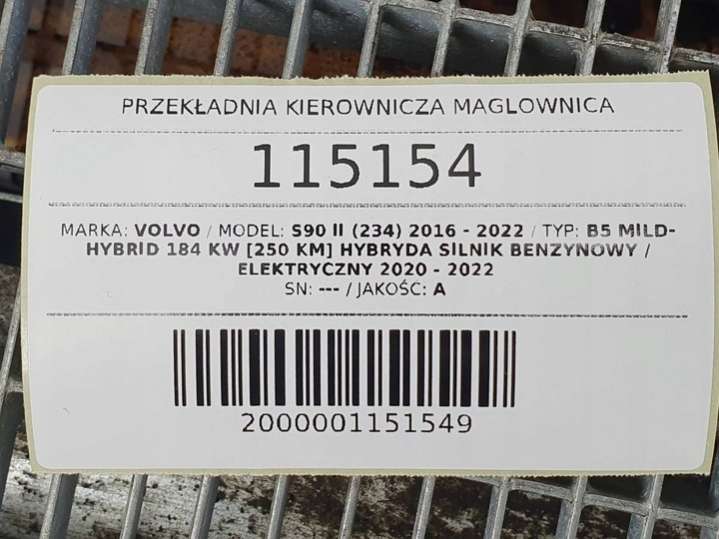 PRZEKŁADNIA KIEROWNICZA MAGLOWNICA
115154
MARKA: VOLVO / MODEL: S90 II (234) 2016 - 2022 / TYP: B5 MILD-
HYBRID 184 KW [250 KM] HYBRYDA SILNIK BENZYNOWY /
ELEKTRYCZNY 2020 - 2022
SN: --- / JAKOŚĆ: A
2000001151549